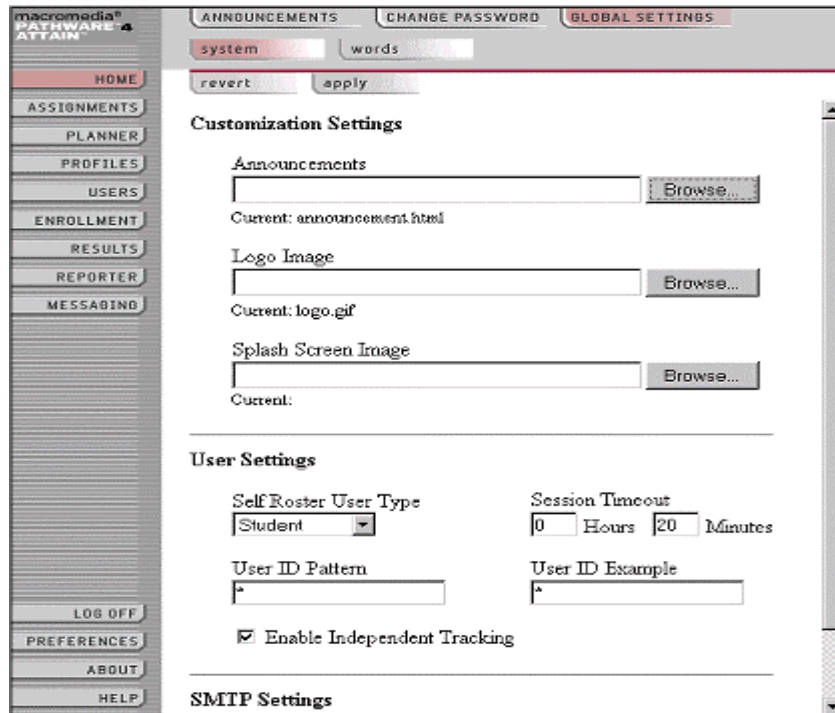 macromedia®
PATHWARE™4
ATTAIN™
ANNOUNCEMENTS CHANGE PASSWORD GLOBAL SETTINGS
system words
revert apply
HOME
ASSIGNMENTS
PLANNER
PROFILES
USERS
ENROLLMENT
RESULTS
REPORTER
MESSAGING
LOG OFF
PREFERENCES
ABOUT
HELP
Customization Settings
Announcements
Browse...
Current: announcement.html
Logo Image
Browse...
Current: logo.gif
Splash Screen Image
Browse...
Current:
User Settings
Self Roster User Type Session Timeout
Student 0 Hours 20 Minutes
User ID Pattern User ID Example
* *
Enable Independent Tracking
SMTP Settings